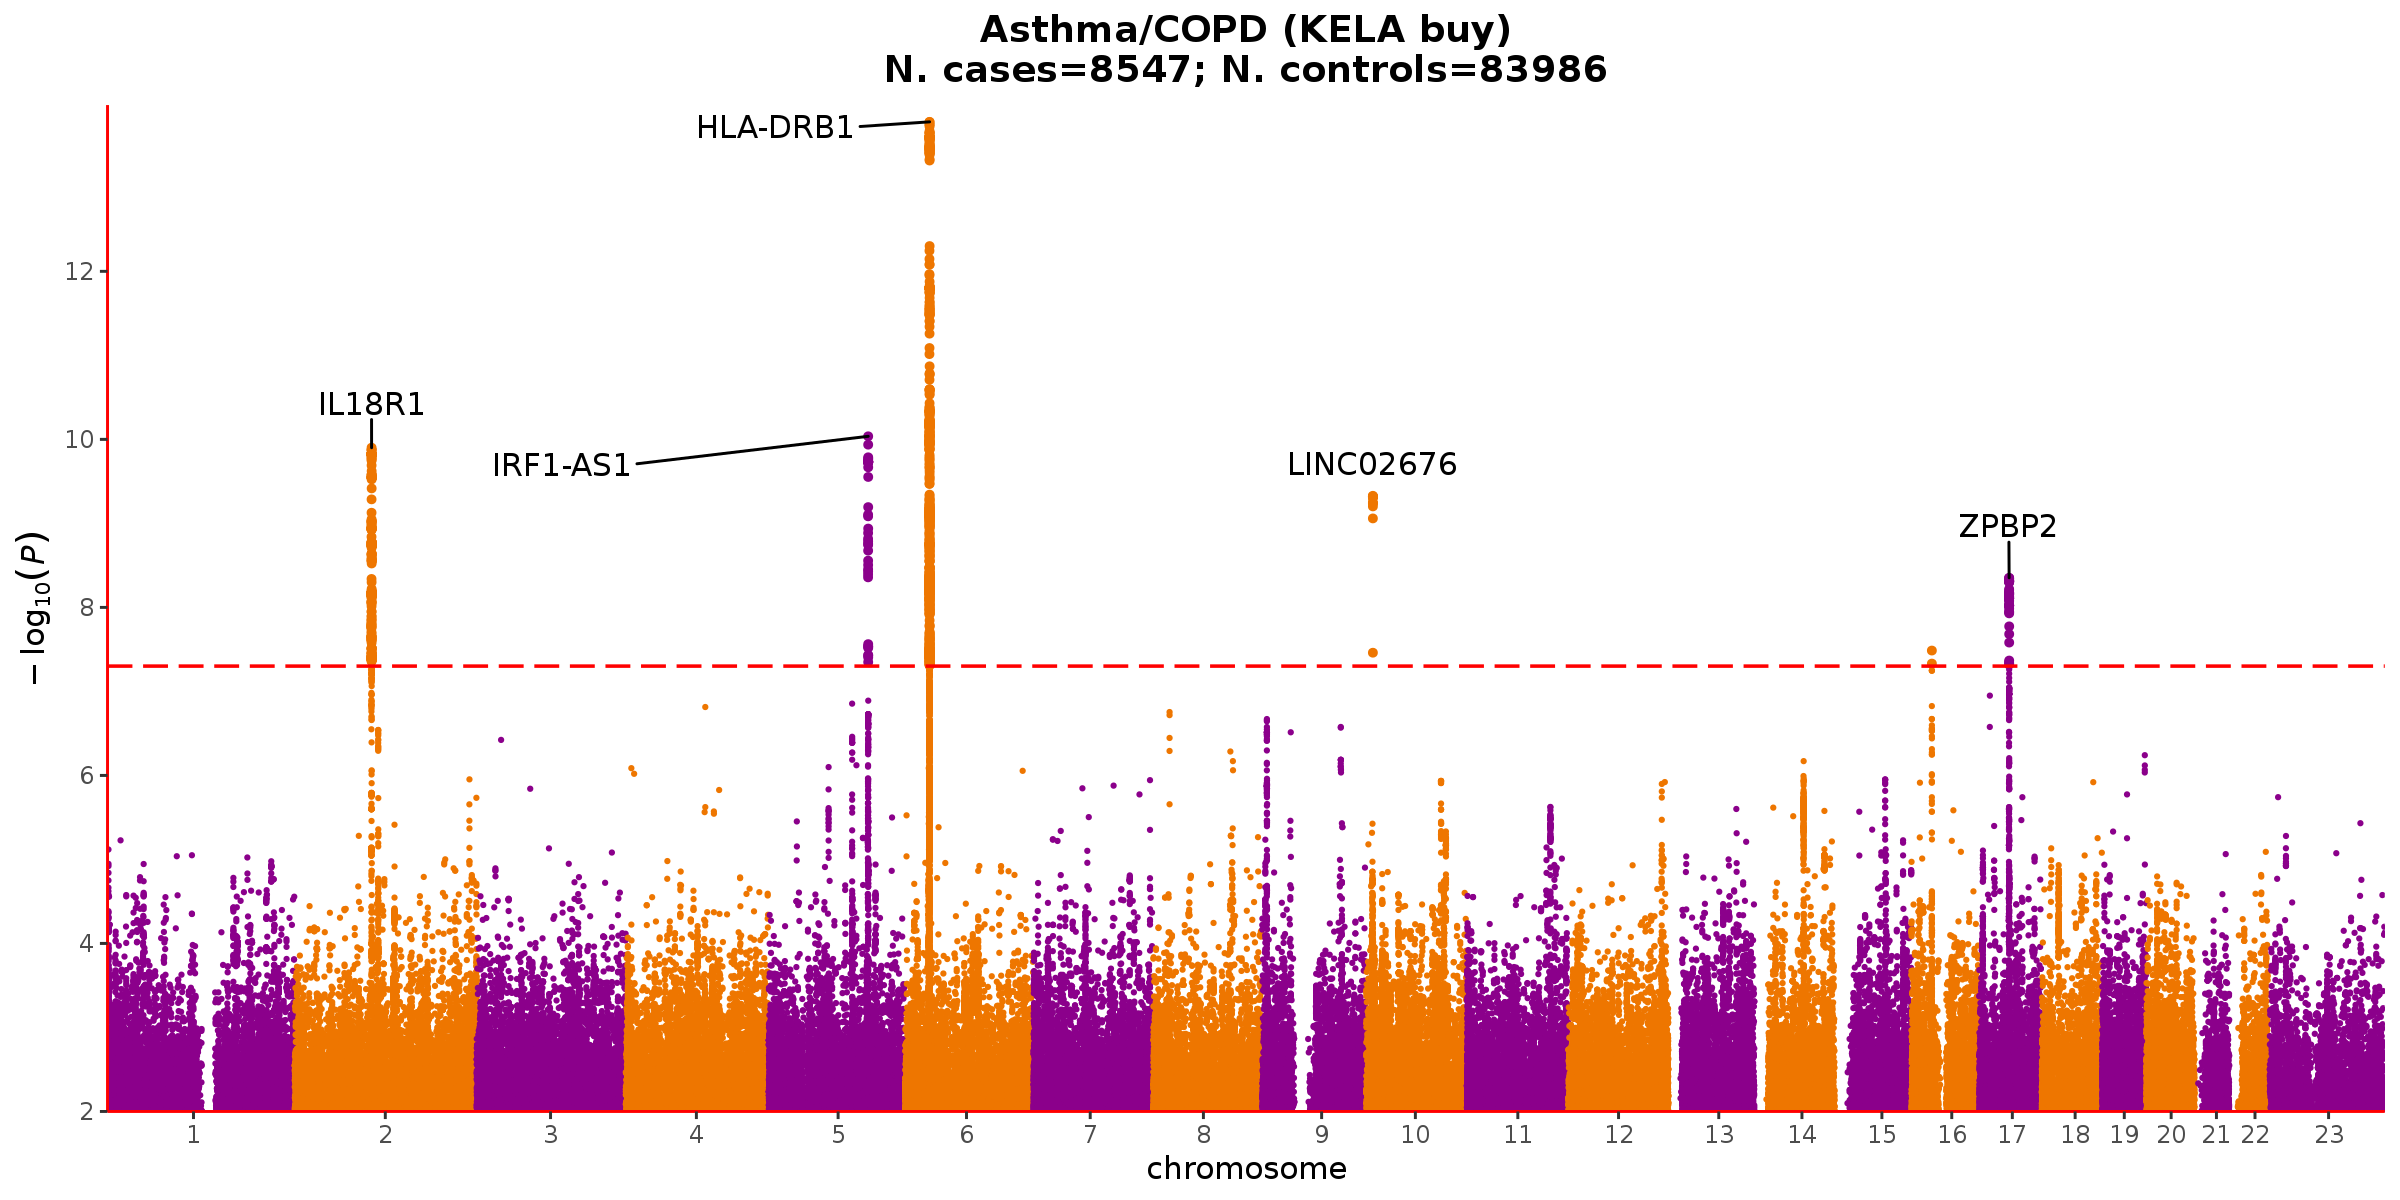 Asthma/COPD (KELA buy)
N. cases=8547; N. controls=83986
HLA-DRB1
12
IL18R1
10
IRF1-AS1
LINC02676
ZPBP2
8
6
4
2
−log₁₀(P)
1 2 3 4 5 6 7 8 9 10 11 12 13 14 15 16 17 18 19 20 21 22 23
chromosome